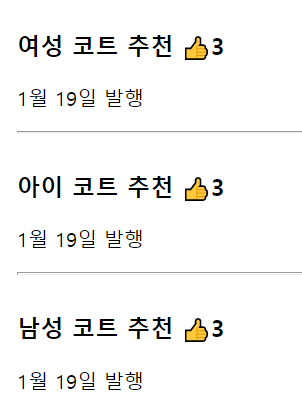 여성 코트 추천 👍3
1월 19일 발행
아이 코트 추천 👍3
1월 19일 발행
남성 코트 추천 👍3
1월 19일 발행